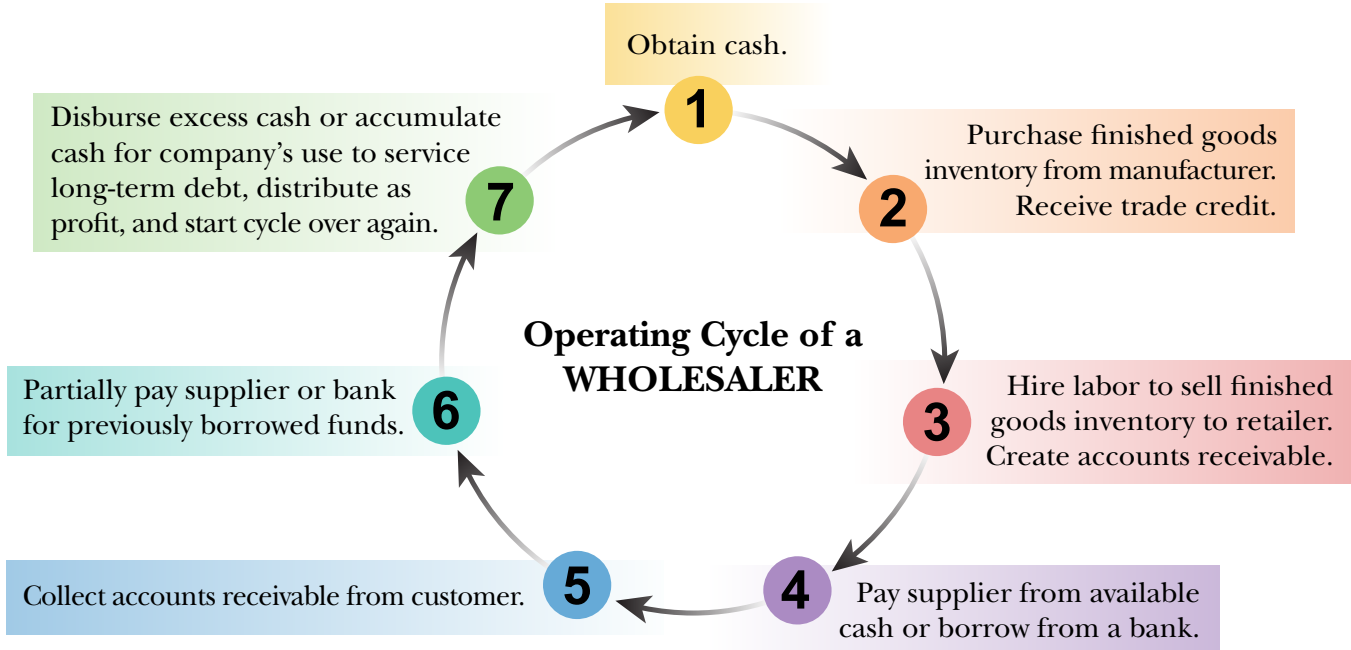 Operating Cycle of a
WHOLESALER
1
Obtain cash.
2
Purchase finished goods
inventory from manufacturer.
Receive trade credit.
3
Hire labor to sell finished
goods inventory to retailer.
Create accounts receivable.
4
Pay supplier from available
cash or borrow from a bank.
5
Collect accounts receivable from customer.
6
Partially pay supplier or bank
for previously borrowed funds.
7
Disburse excess cash or accumulate
cash for company’s use to service
long-term debt, distribute as
profit, and start cycle over again.